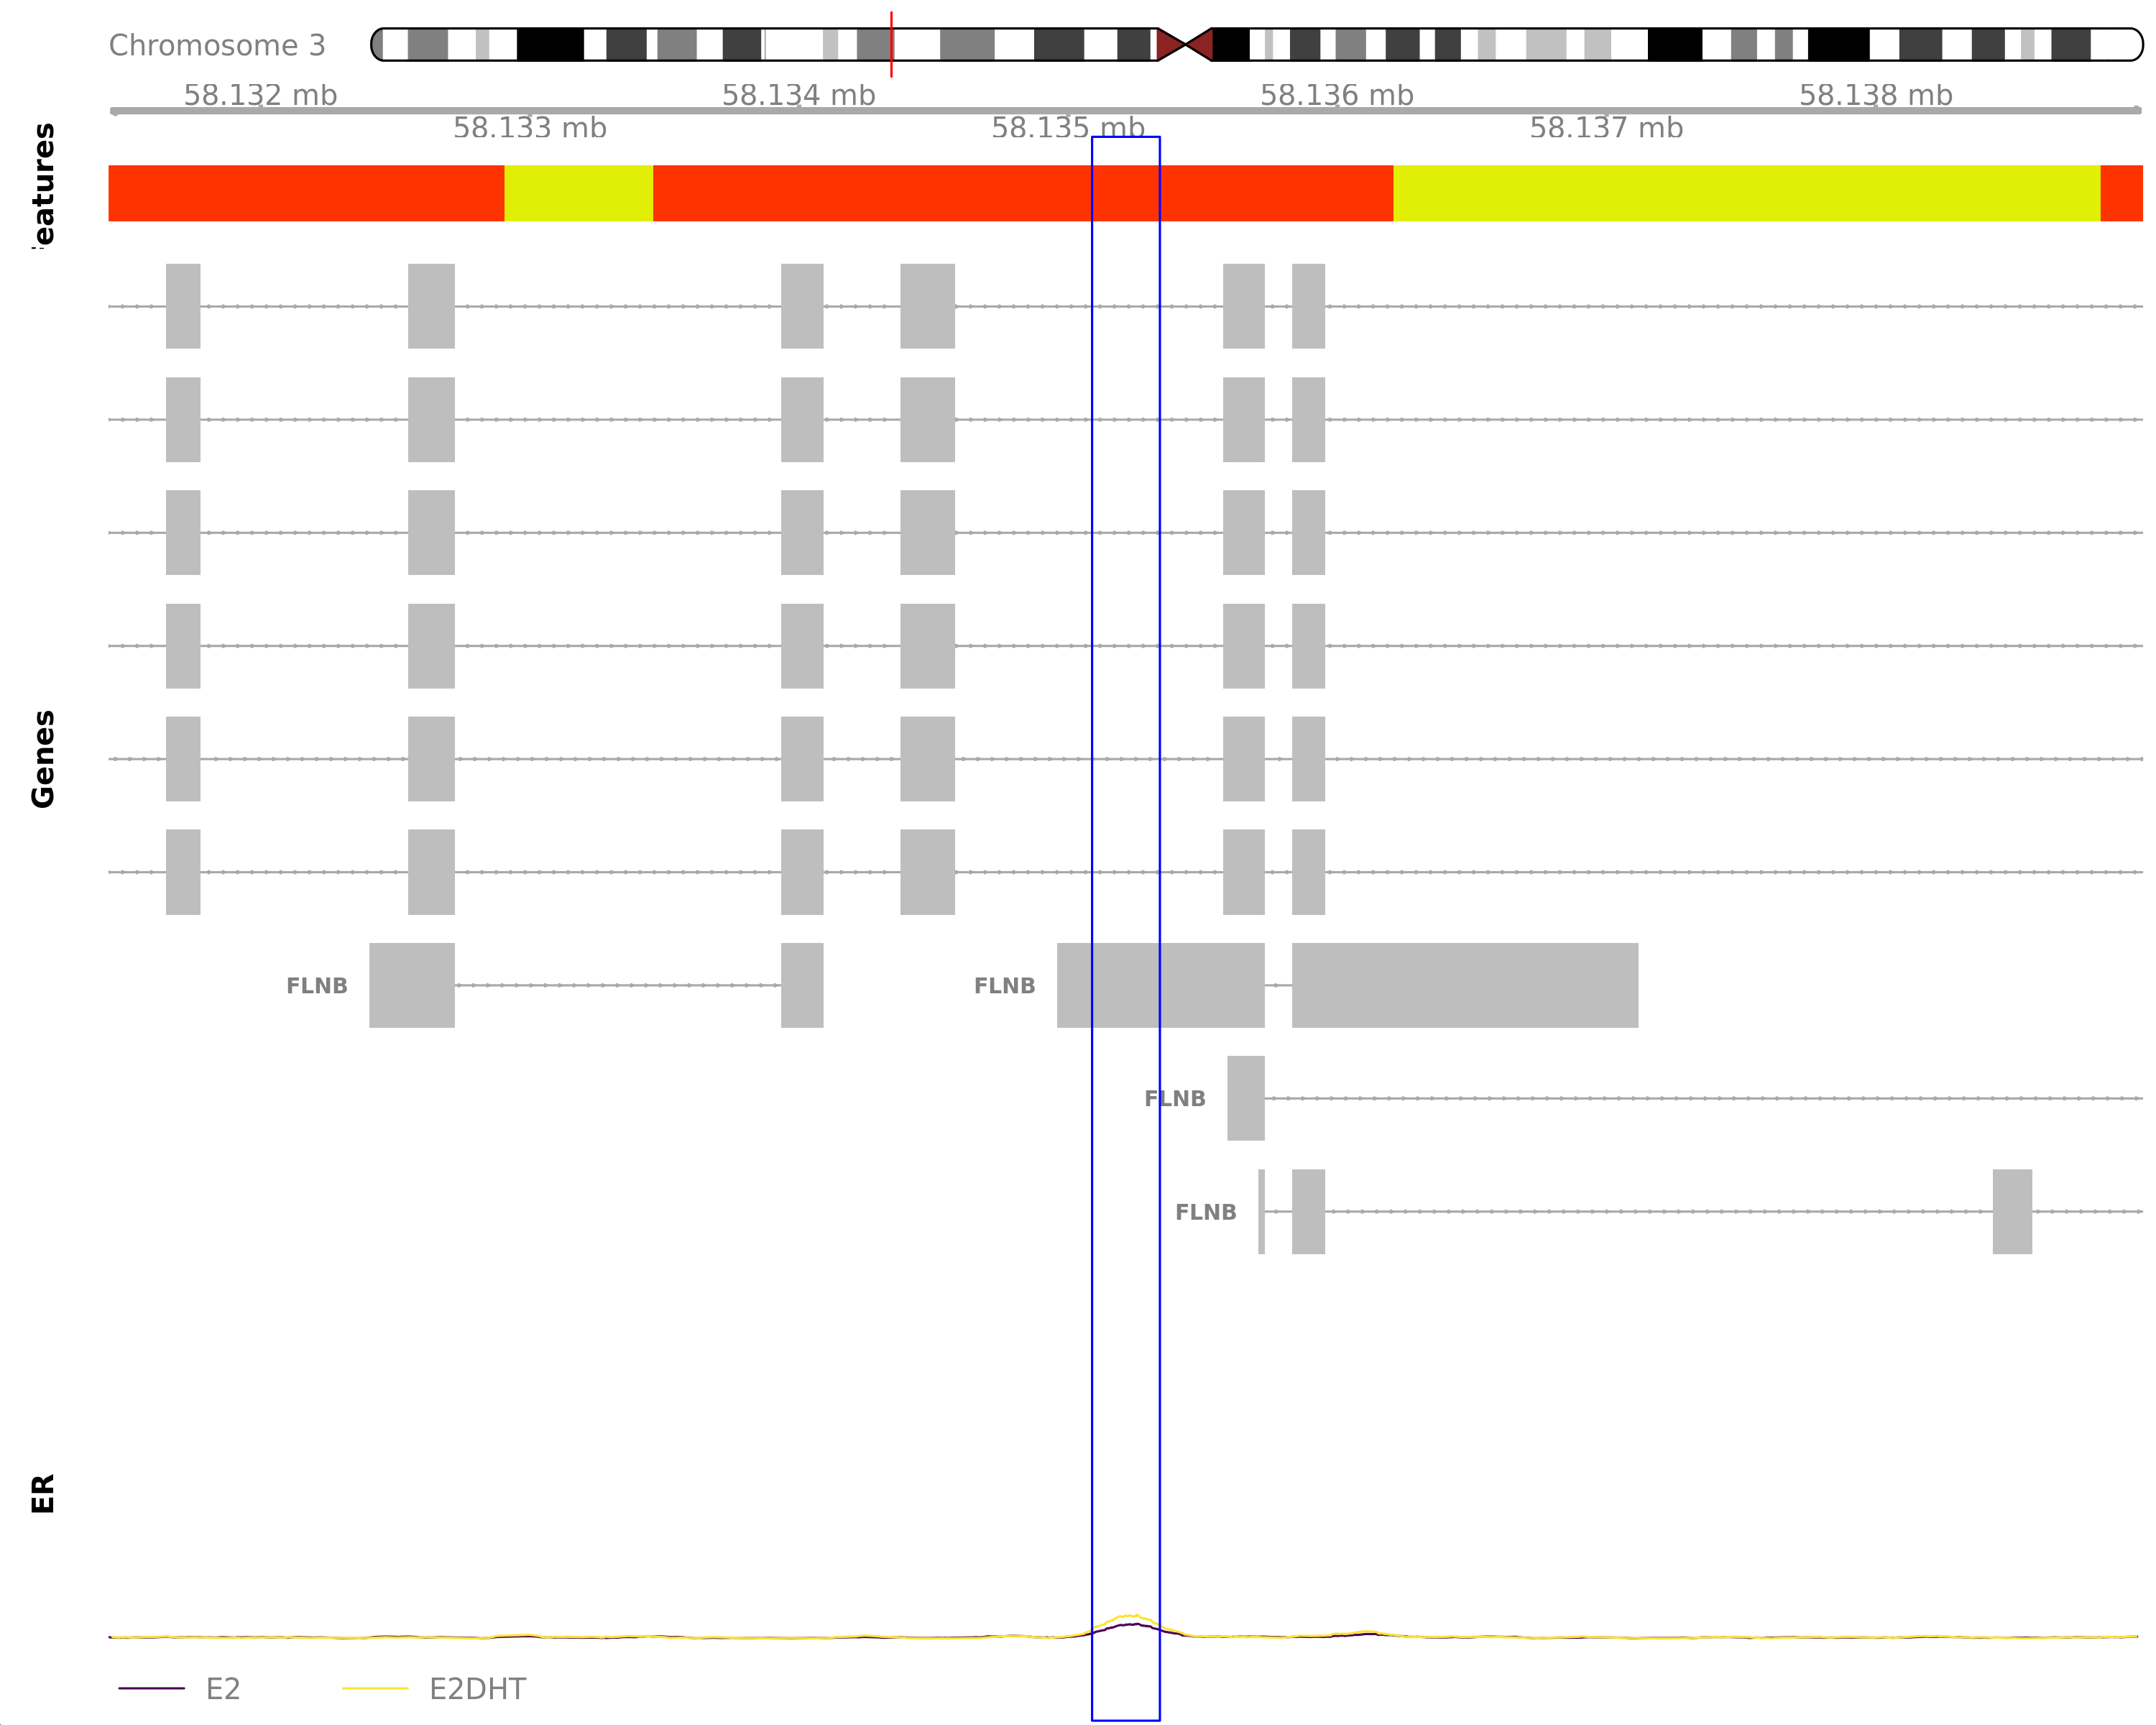 Chromosome 3
58.132 mb 58.134 mb 58.136 mb 58.138 mb
58.133 mb 58.135 mb 58.137 mb
eatures
Genes
FLNB FLNB
FLNB
FLNB
ER
E2 E2DHT